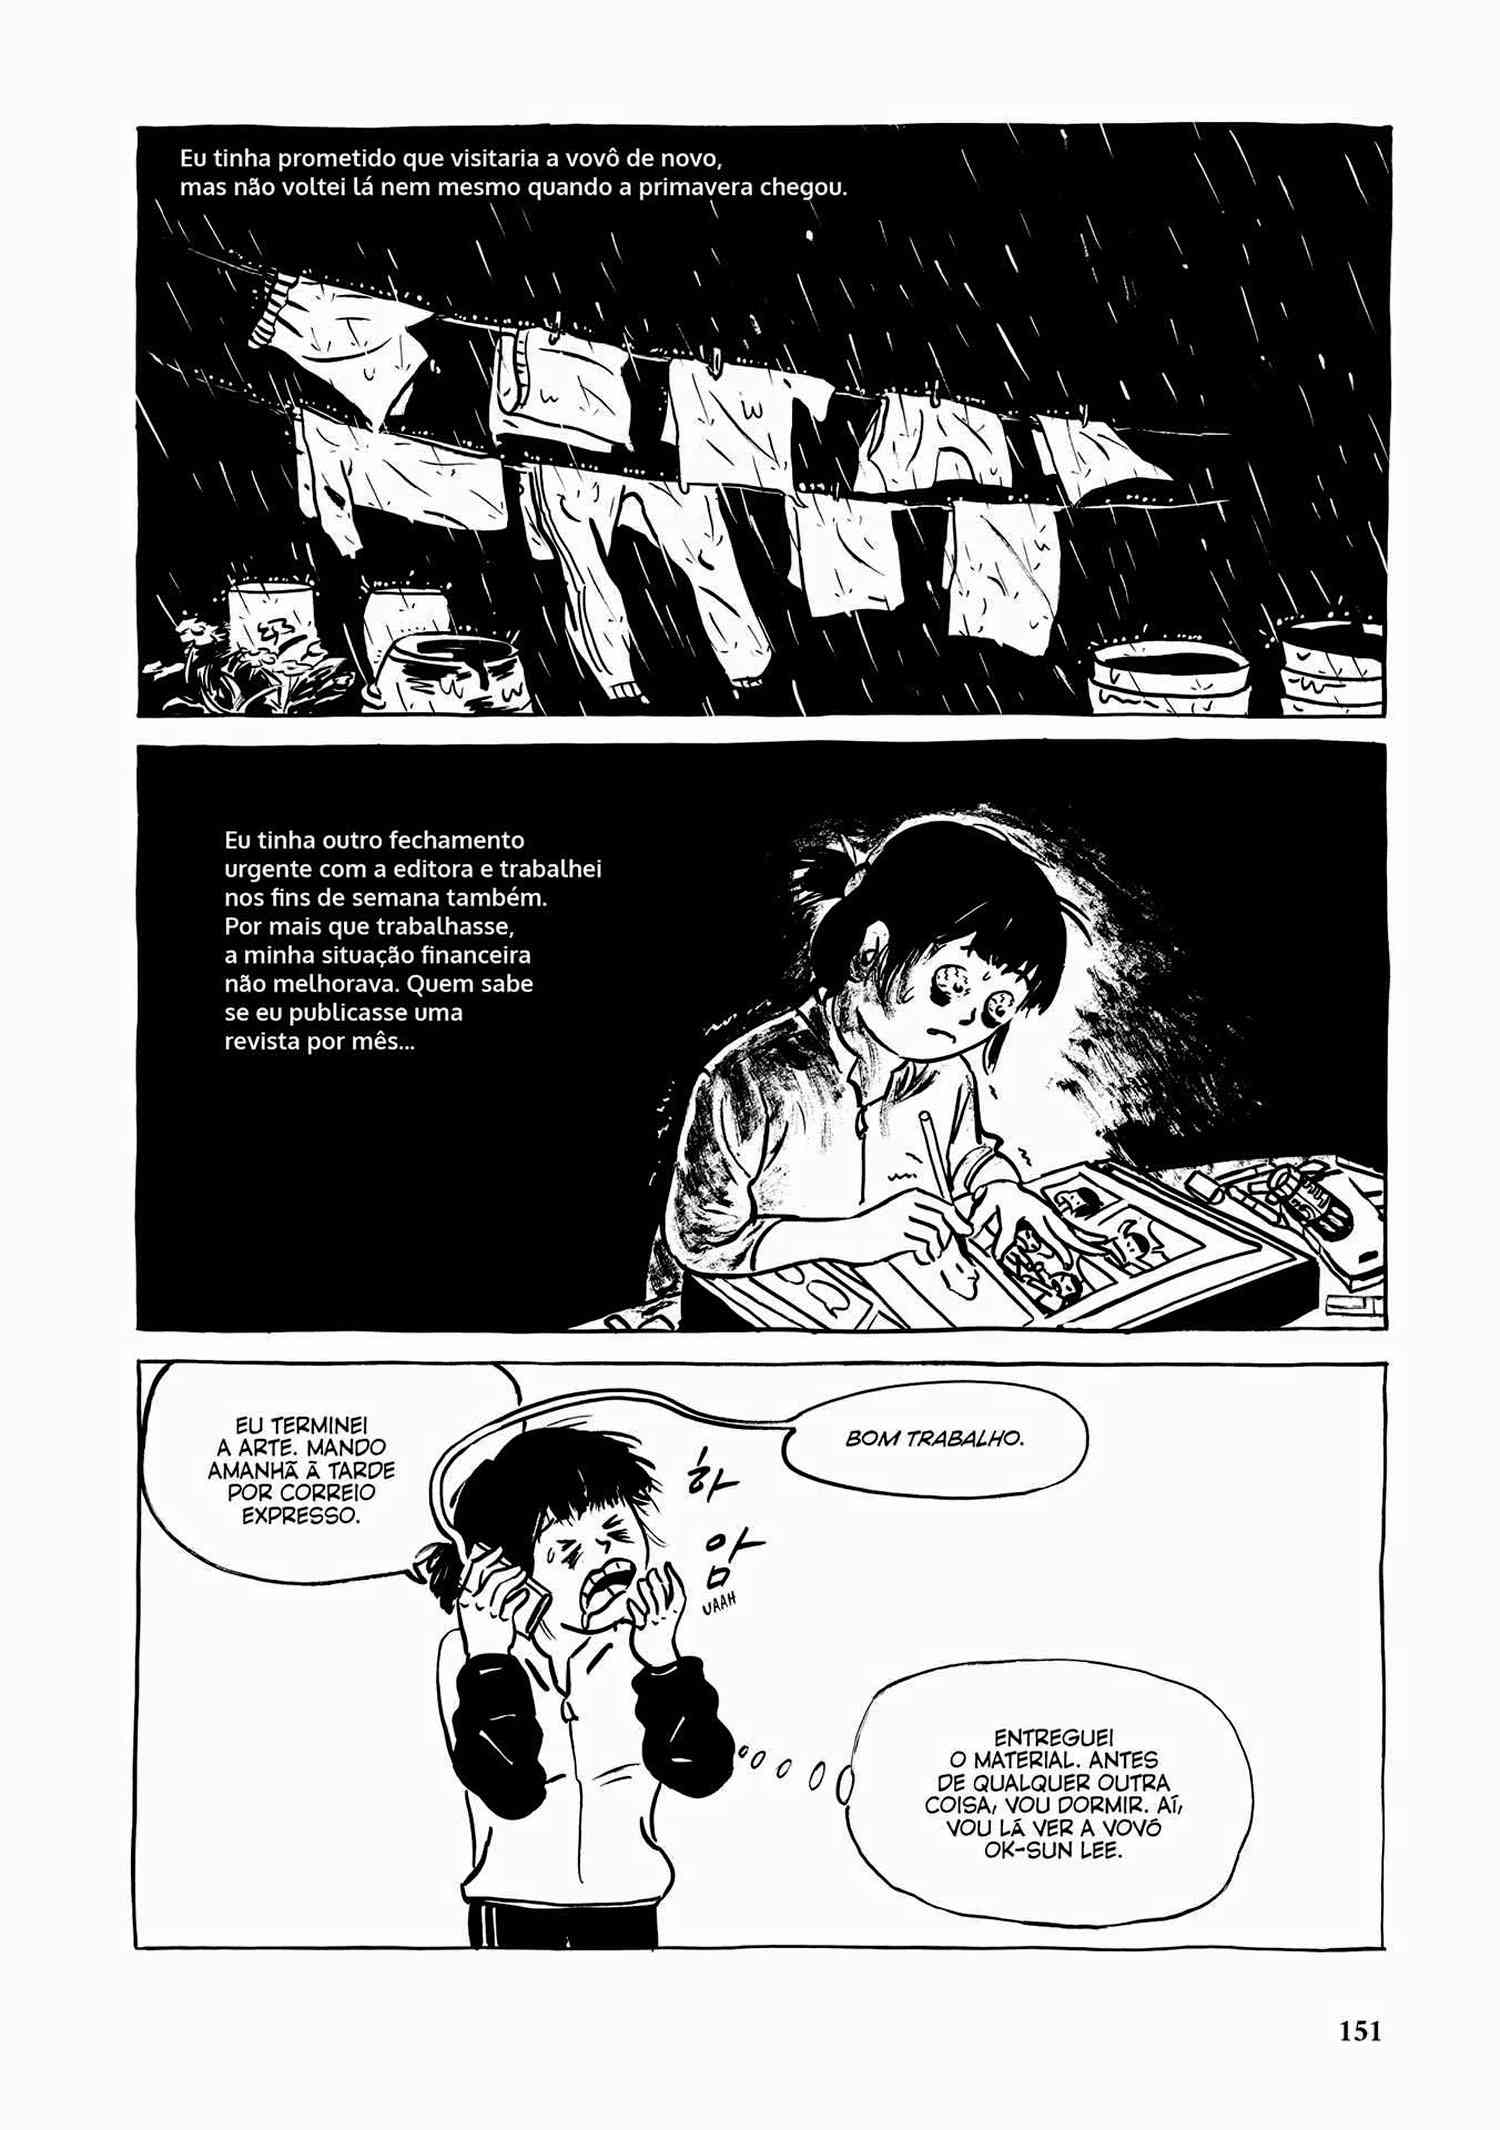 Eu tinha prometido que visitaria a vovô de novo,
mas não voltei lá nem mesmo quando a primavera chegou.
Eu tinha outro fechamento
urgente com a editora e trabalhei
nos fins de semana também.
Por mais que trabalhasse,
a minha situação financeira
não melhorava. Quem sabe
se eu publicasse uma
revista por mês...
EU TERMINEI
A ARTE. MANDO
AMANHÃ Ã TARDE
POR CORREIO
EXPRESSO.
BOM TRABALHO.
하
암
UAAH
ENTREGUEI
O MATERIAL. ANTES
DE QUALQUER OUTRA
COISA, VOU DORMIR. AÍ,
VOU LÁ VER A VOVÓ
OK-SUN LEE.
151